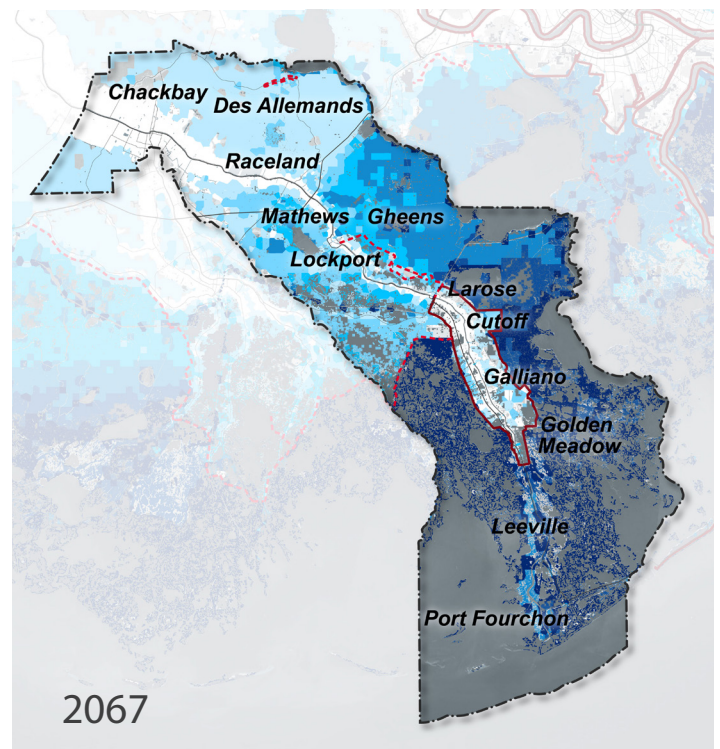 Chackbay
Des Allemands
Raceland
Mathews
Gheens
Lockport
Larose
Cutoff
Galliano
Golden
Meadow
Leeville
Port Fourchon
2067